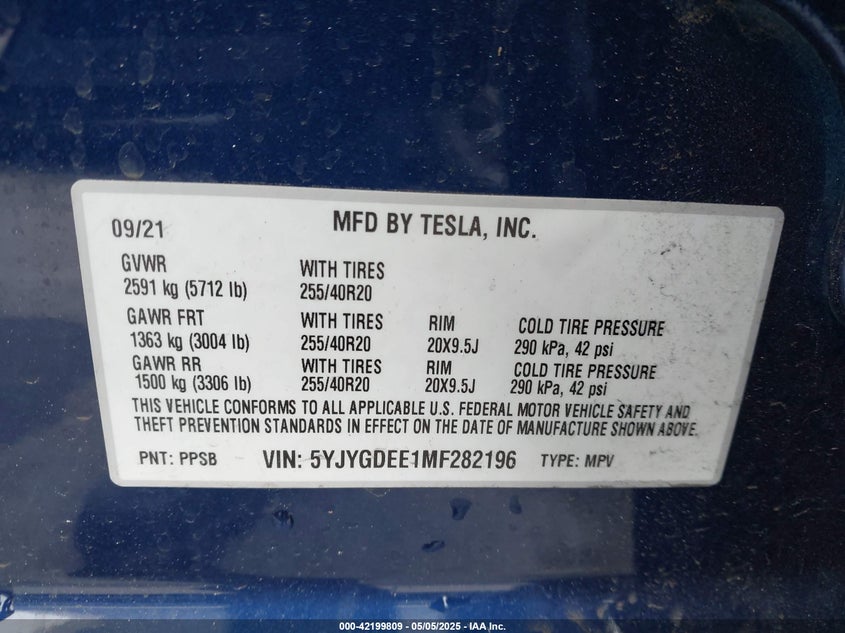 09/21 MFD BY TESLA, INC.
GVWR WITH TIRES
2591 kg (5712 lb) 255/40R20
GAWR FRT WITH TIRES RIM COLD TIRE PRESSURE
1363 kg (3004 lb) 255/40R20 20X9.5J 290 kPa, 42 psi
GAWR RR WITH TIRES RIM COLD TIRE PRESSURE
1500 kg (3306 lb) 255/40R20 20X9.5J 290 kPa, 42 psi
THIS VEHICLE CONFORMS TO ALL APPLICABLE U.S. FEDERAL MOTOR VEHICLE SAFETY AND
THEFT PREVENTION STANDARDS IN EFFECT ON THE DATE OF MANUFACTURE SHOWN ABOVE.
PNT: PPSB VIN: 5YJYGDEE1MF282196 TYPE: MPV
000-42199809 - 05/05/2025 - IAA Inc.